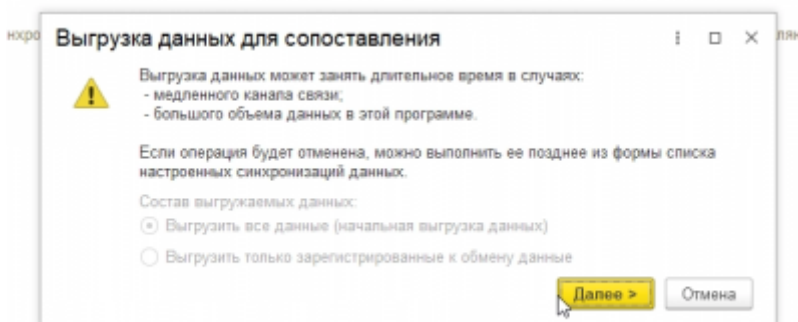 нхро
Выгрузка данных для сопоставления
лян
Выгрузка данных может занять длительное время в случаях:
- медленного канала связи;
- большого объема данных в этой программе.
Если операция будет отменена, можно выполнить ее позднее из формы списка
настроенных синхронизаций данных.
Состав выгружаемых данных:
Выгрузить все данные (начальная выгрузка данных)
Выгрузить только зарегистрированные к обмену данные
Далее >
Отмена